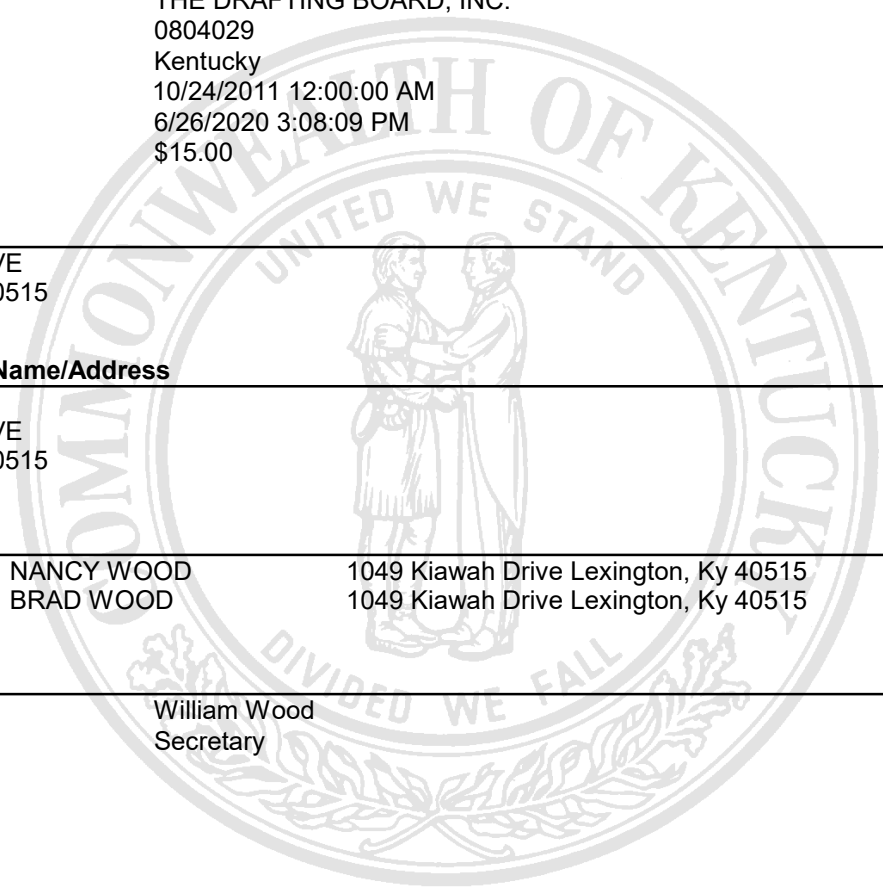 THE DRAFTING BOARD, INC.
0804029
Kentucky
10/24/2011 12:00:00 AM
6/26/2020 3:08:09 PM
$15.00
COMMONWEALTH OF KENTUCKY
UNITED WE STAND
VE
0515
Name/Address
VE
0515
NANCY WOOD 1049 Kiawah Drive Lexington, Ky 40515
BRAD WOOD 1049 Kiawah Drive Lexington, Ky 40515
DIVIDED WE FALL
William Wood
Secretary